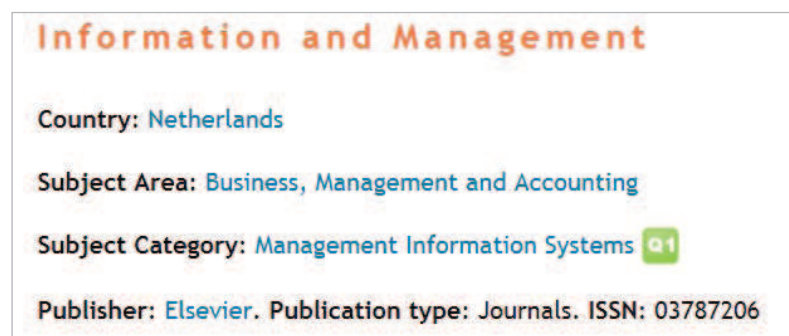 Information and Management
Country: Netherlands
Subject Area: Business, Management and Accounting
Subject Category: Management Information Systems Q1
Publisher: Elsevier. Publication type: Journals. ISSN: 03787206